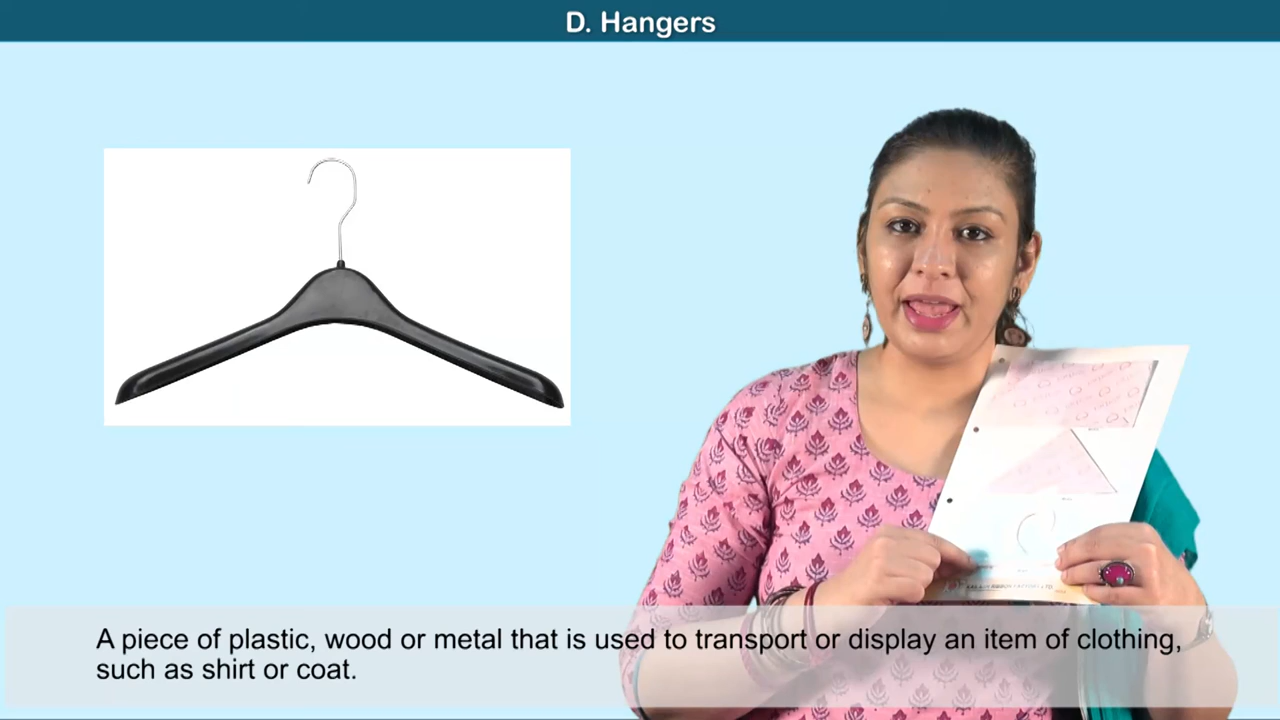 D. Hangers
A piece of plastic, wood or metal that is used to transport or display an item of clothing,
such as shirt or coat.